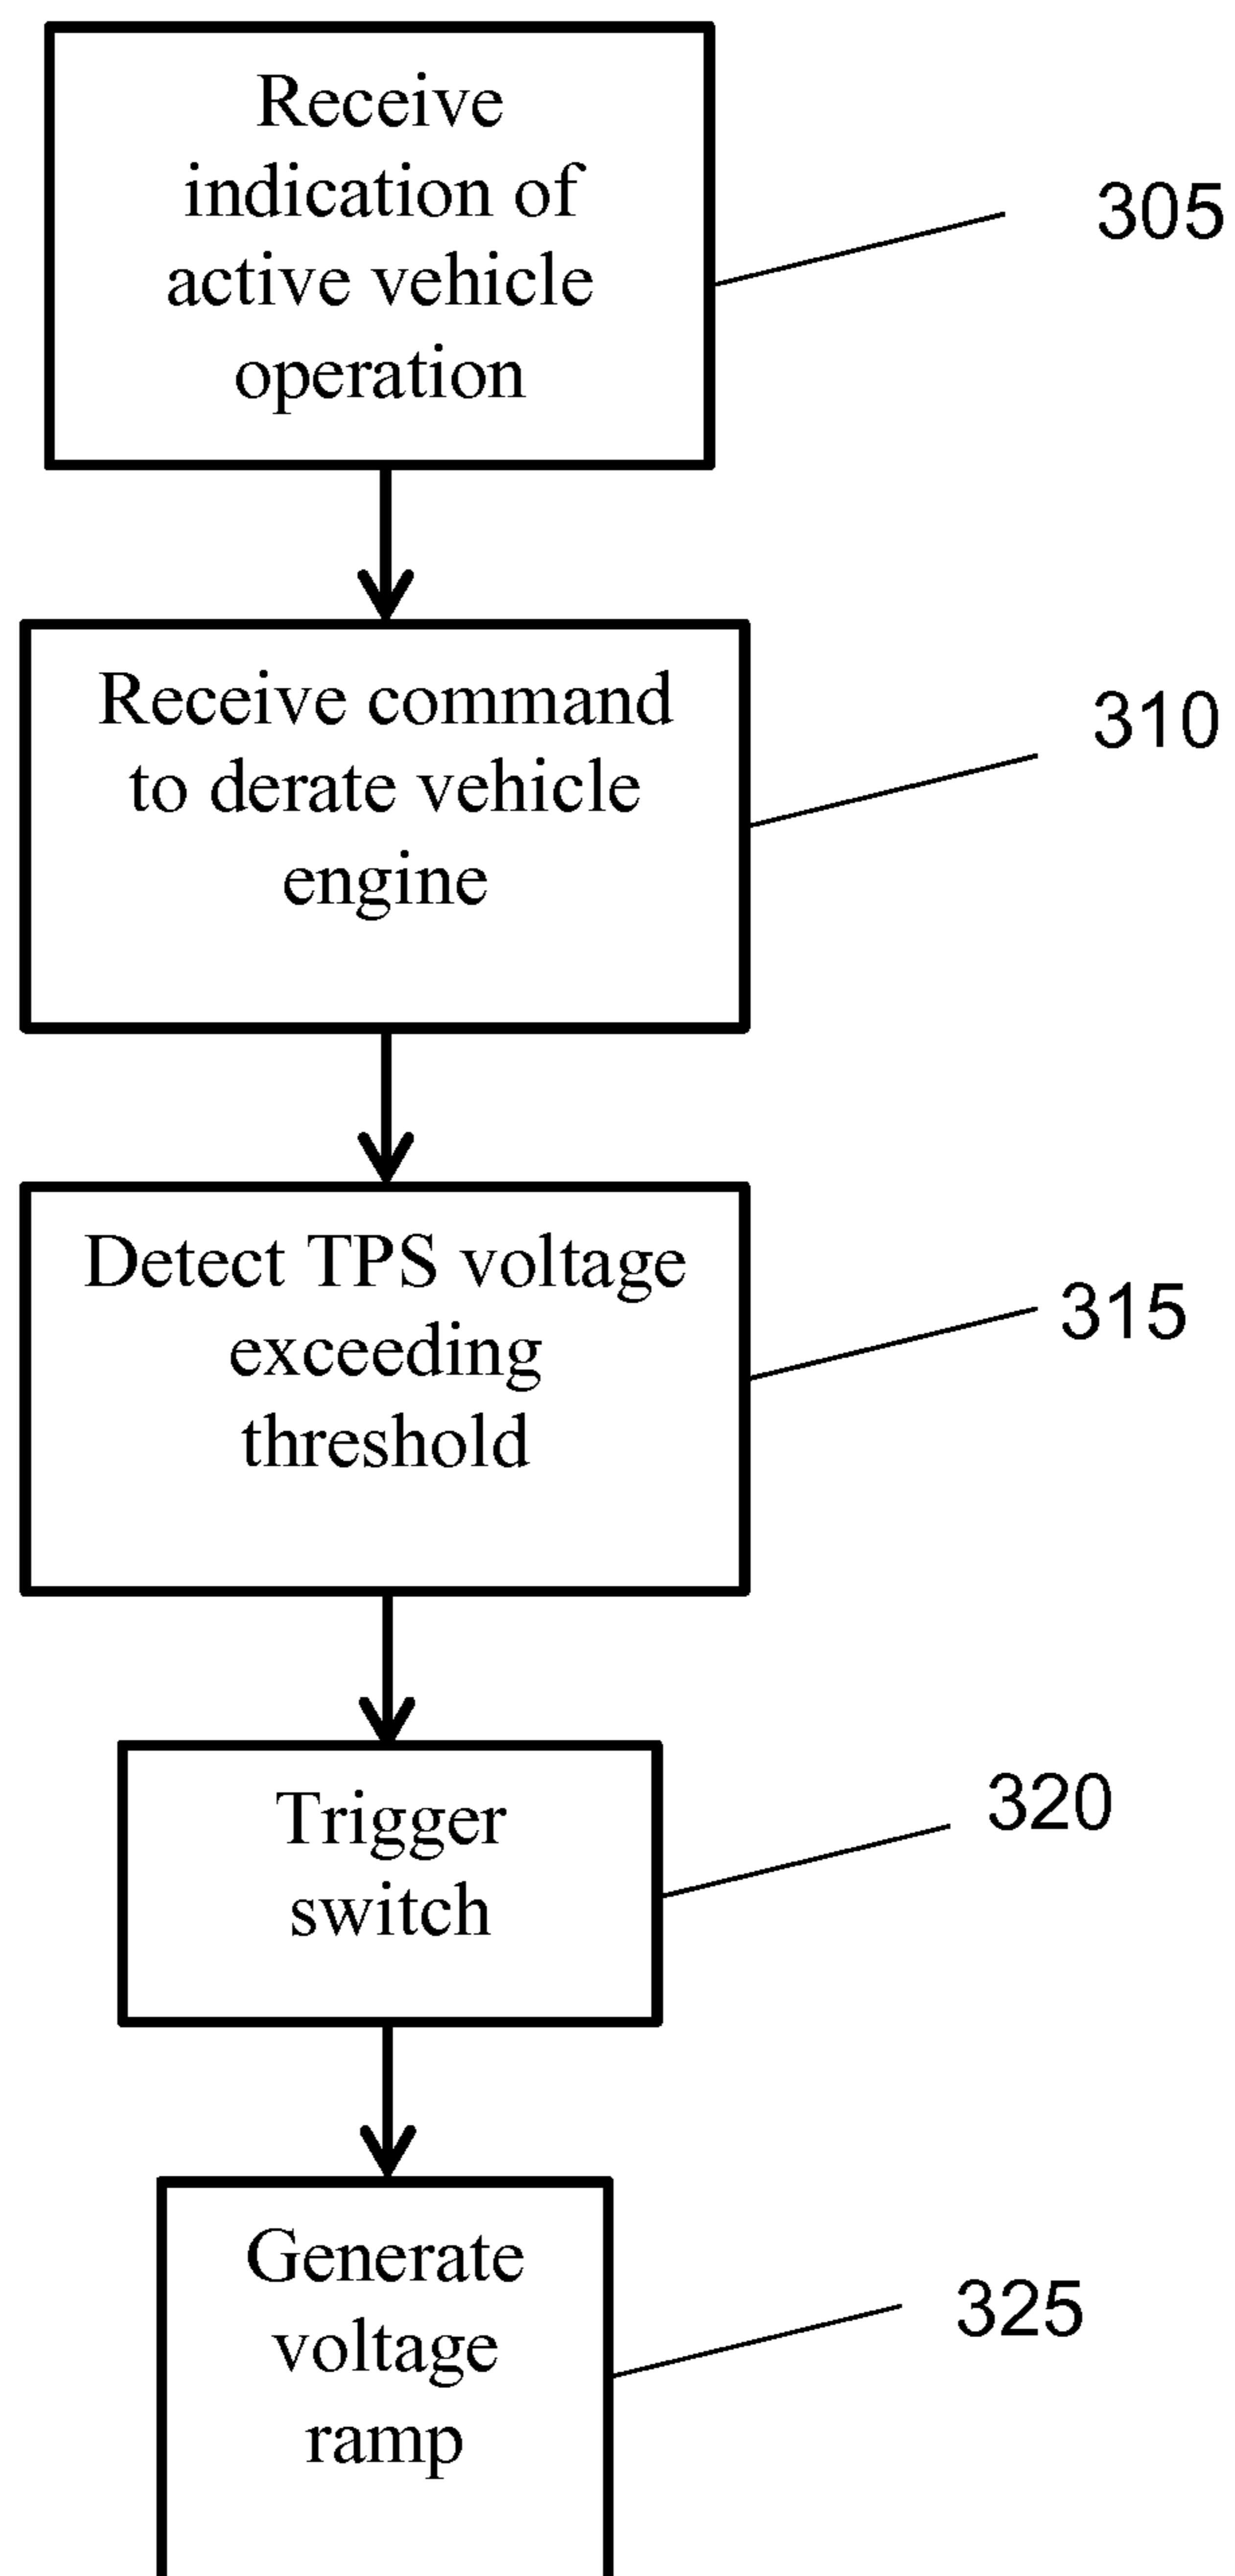 Receive
indication of
active vehicle
operation
305
Receive command
to derate vehicle
engine
310
Detect TPS voltage
exceeding
threshold
315
Trigger
switch
320
Generate
voltage
ramp
325